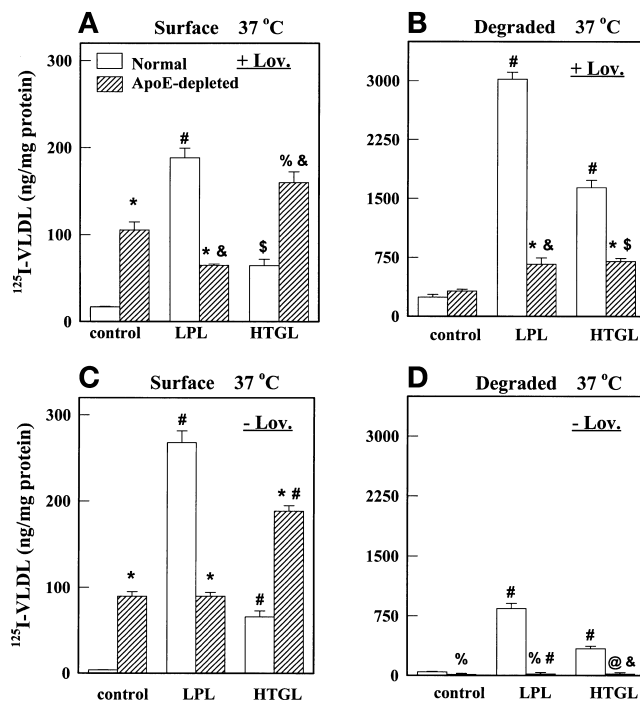 A
Surface 37 °C
Normal
ApoE-depleted
+ Lov.
300
200
100
0
125I-VLDL (ng/mg protein)
*
#
* &
$
% &
control LPL HTGL
B
Degraded 37 °C
+ Lov.
3000
2250
1500
750
0
#
* &
#
* $
control LPL HTGL
C
Surface 37 °C
- Lov.
300
200
100
0
125I-VLDL (ng/mg protein)
*
#
*
#
* #
control LPL HTGL
D
Degraded 37 °C
- Lov.
3000
2250
1500
750
0
%
#
% #
#
@ &
control LPL HTGL